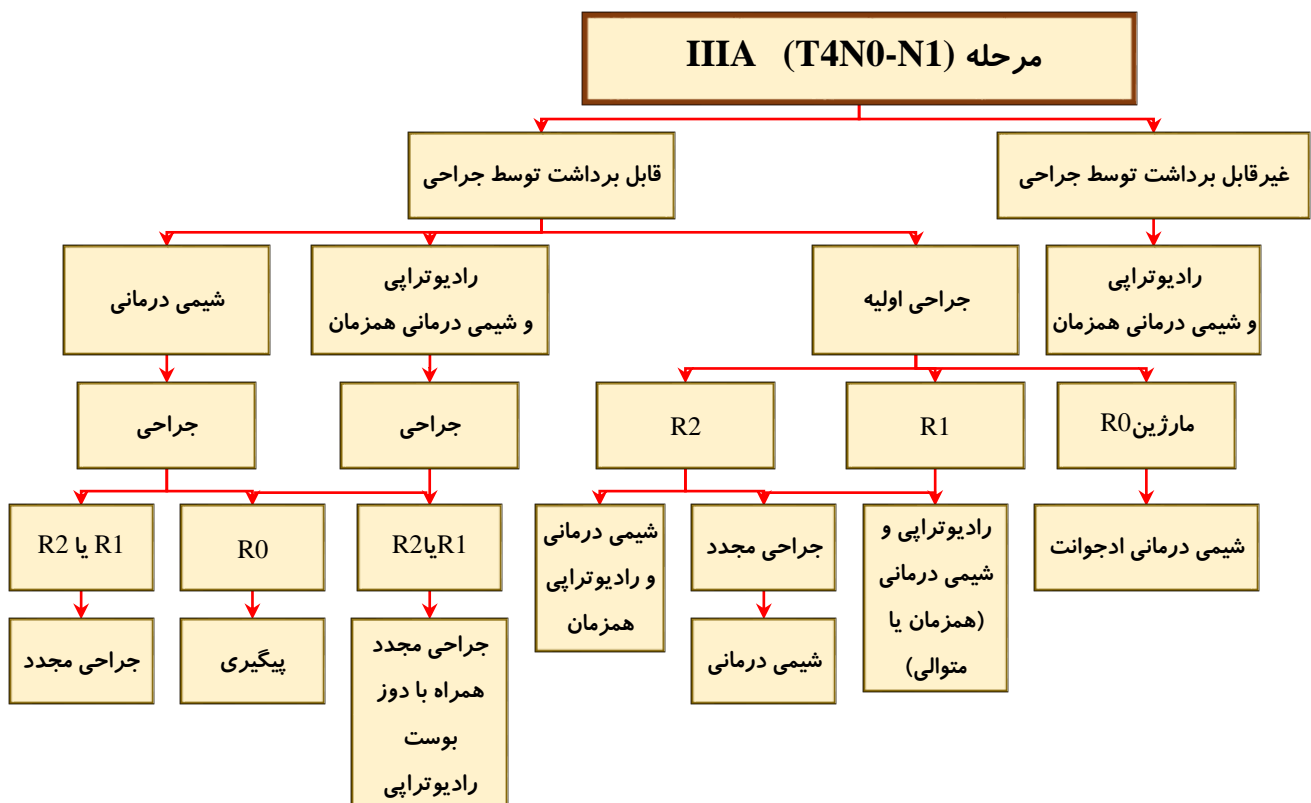 مرحله IIIA (T4N0-N1)
غیرقابل برداشت توسط جراحی
قابل برداشت توسط جراحی
رادیوتراپی
و شیمی درمانی همزمان
جراحی اولیه
رادیوتراپی
و شیمی درمانی همزمان
شیمی درمانی
مارژین R0
R1
R2
جراحی
جراحی
شیمی درمانی ادجوانت
رادیوتراپی و
شیمی درمانی
(همزمان یا
متوالی)
جراحی مجدد
شیمی درمانی
و رادیوتراپی
همزمان
R1یاR2
R0
R1 یا R2
شیمی درمانی
جراحی مجدد
همراه با دوز
بوست
رادیوتراپی
پیگیری
جراحی مجدد